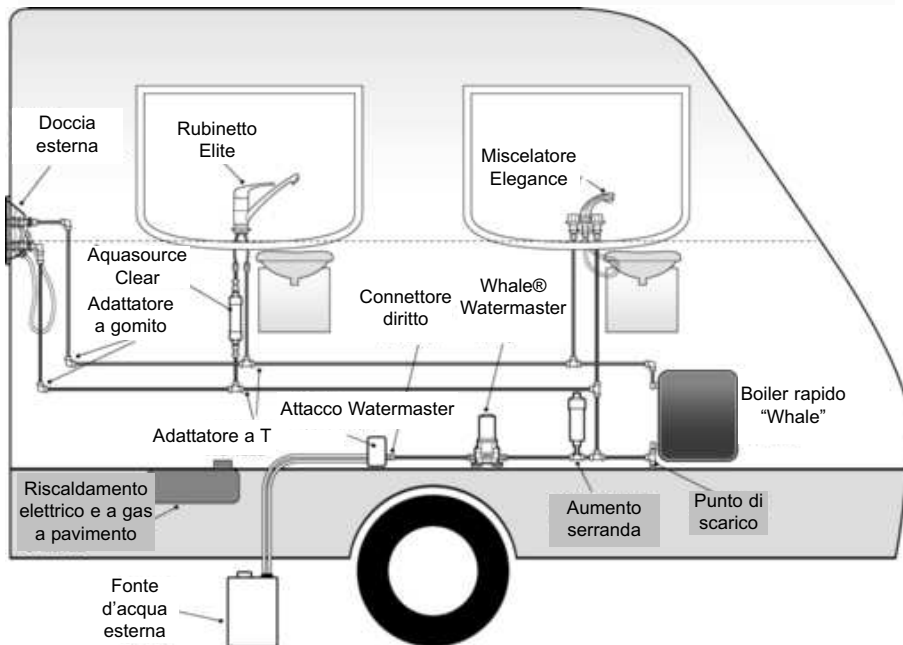 Doccia
esterna
Rubinetto
Elite
Miscelatore
Elegance
Aquasource
Clear
Adattatore
a gomito
Connettore
diritto
Whale®
Watermaster
Adattatore a T
Attacco Watermaster
Boiler rapido
“Whale”
Riscaldamento
elettrico e a gas
a pavimento
Aumento
serranda
Punto di
scarico
Fonte
d'acqua
esterna